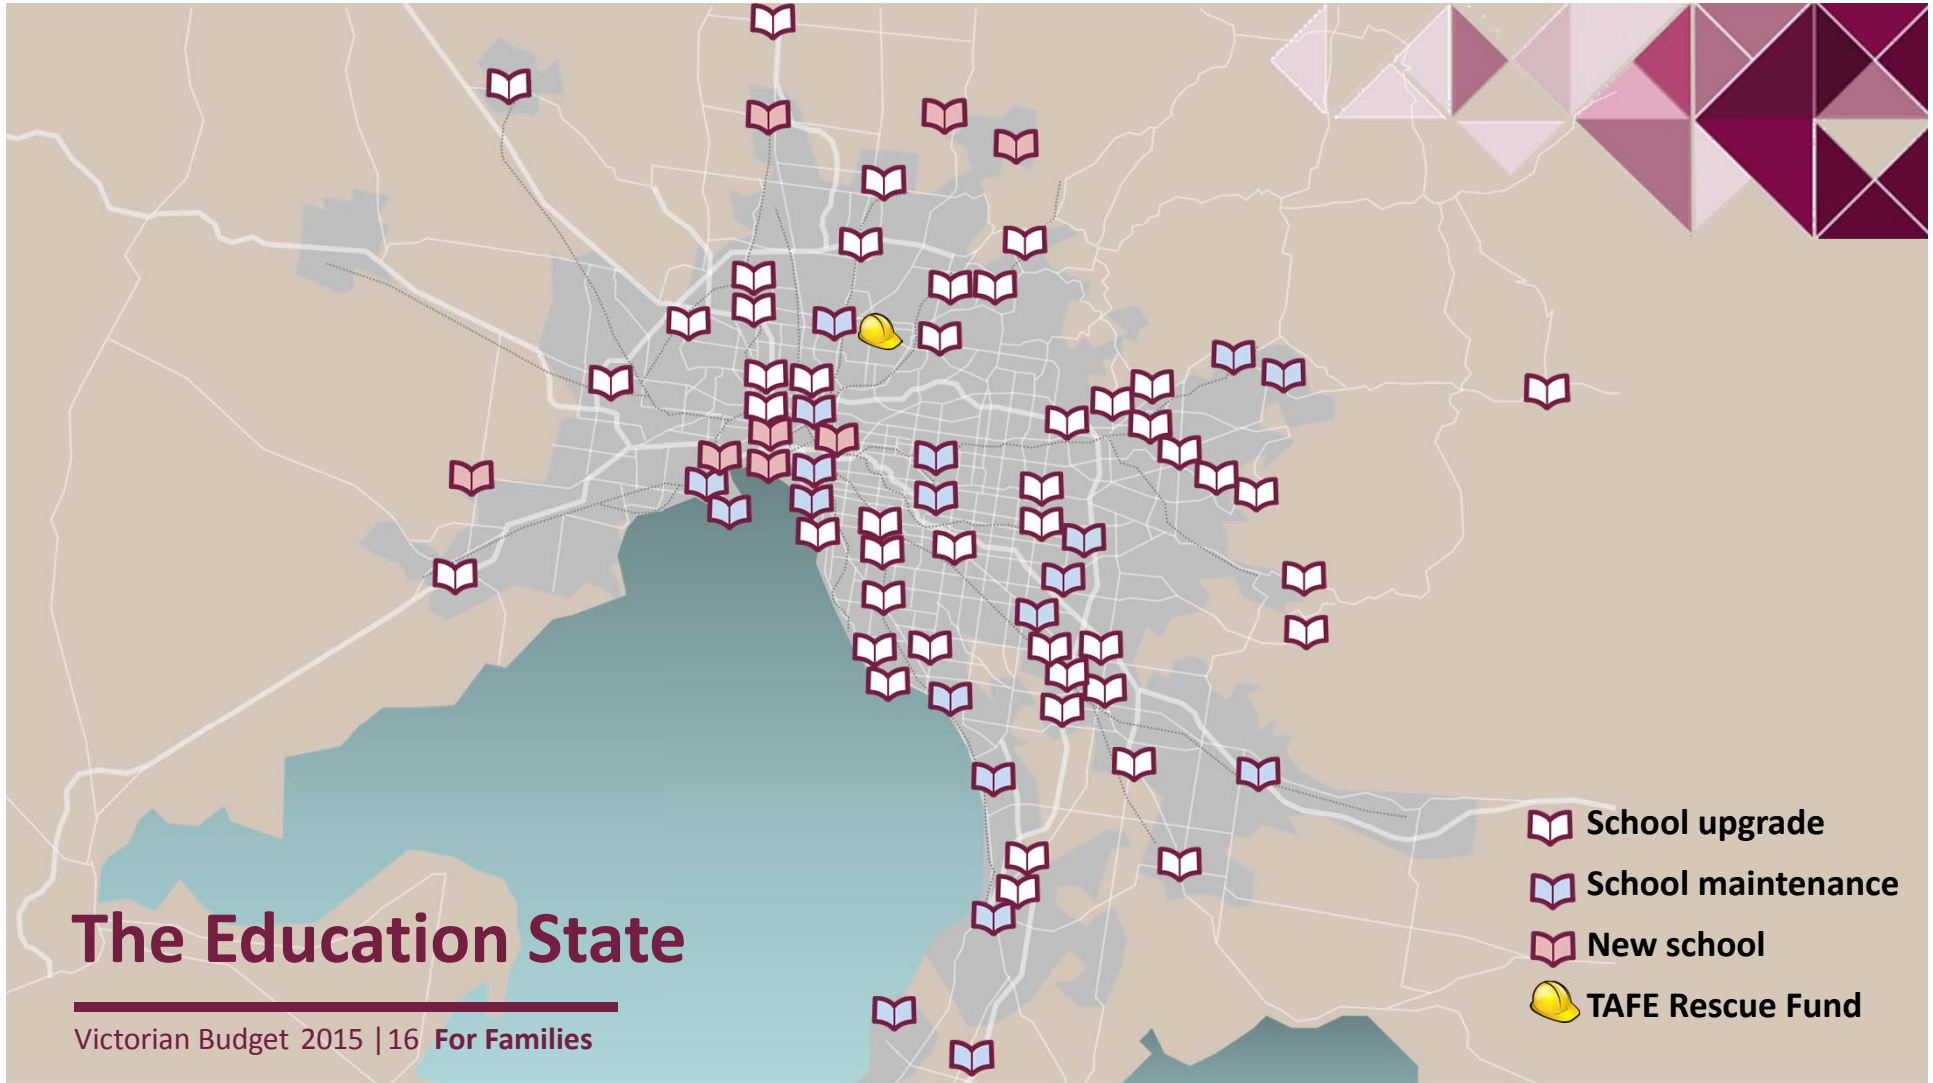 School upgrade
School maintenance
New school
TAFE Rescue Fund
The Education State
Victorian Budget 2015 |16 For Families